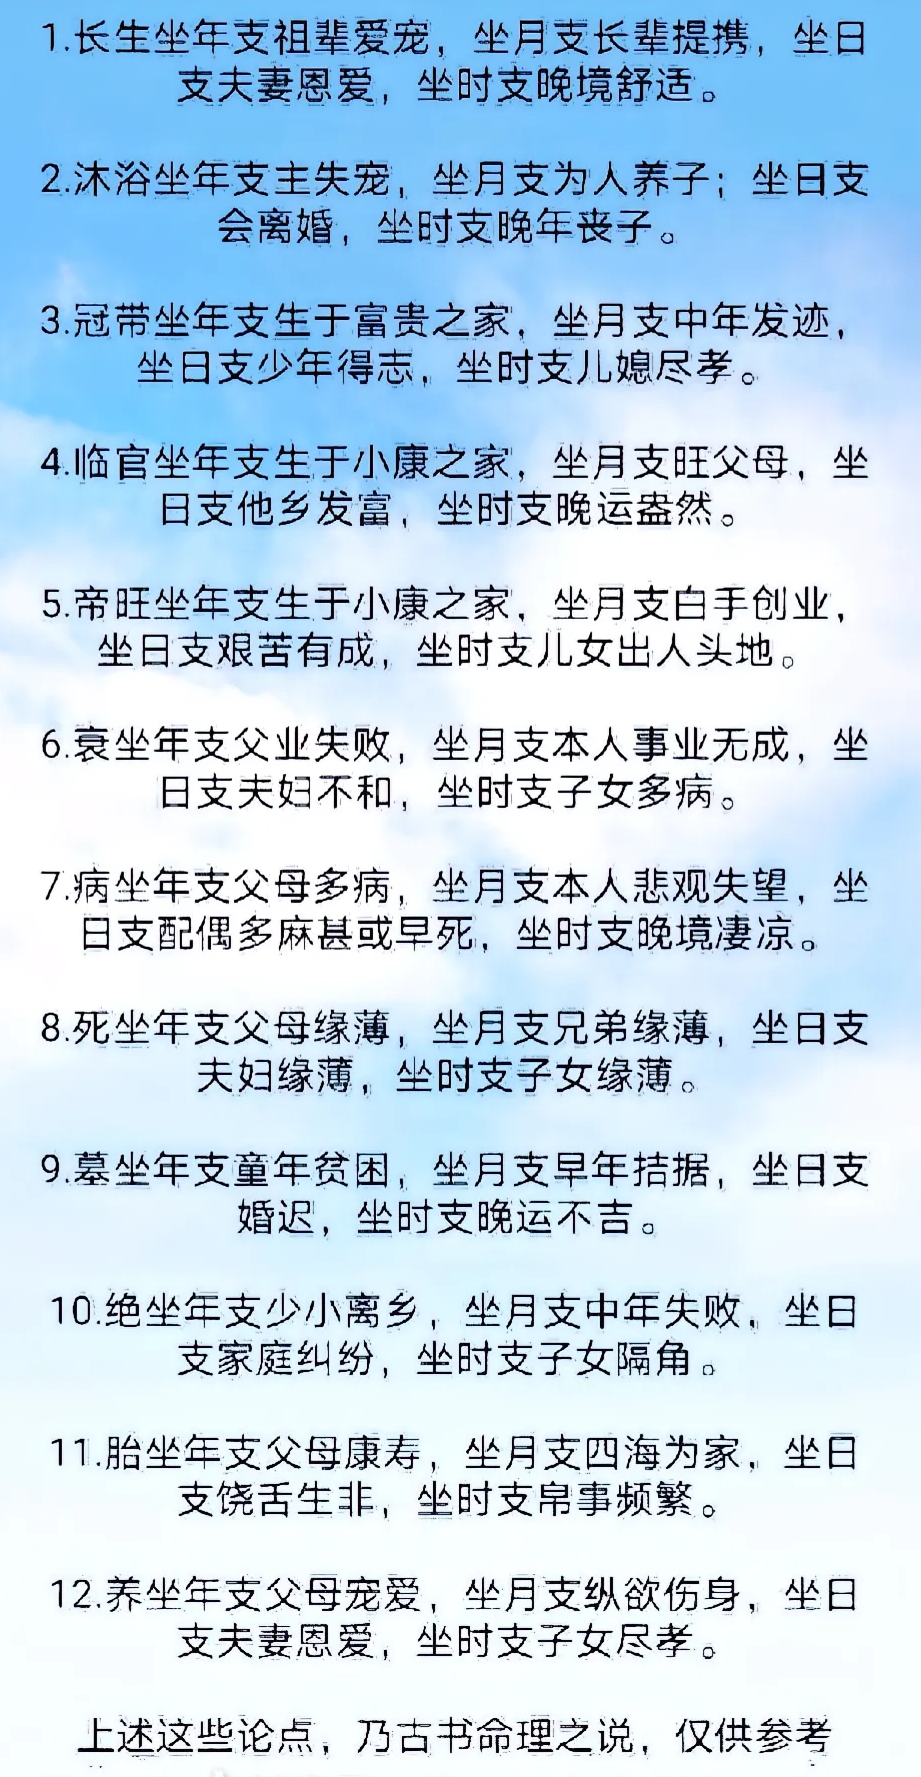 1.长生坐年支祖辈爱宠，坐月支长辈提携，坐日
支夫妻恩爱，坐时支晚境舒适。
2.沐浴坐年支主失宠，坐月支为人养子；坐日支
会离婚，坐时支晚年丧子。
3.冠带坐年支生于富贵之家，坐月支中年发迹，
坐日支少年得志，坐时支儿媳尽孝。
4.临官坐年支生于小康之家，坐月支旺父母，坐
日支他乡发富，坐时支晚运盎然。
5.帝旺坐年支生于小康之家，坐月支白手创业，
坐日支艰苦有成，坐时支儿女出人头地。
6.衰坐年支父业失败，坐月支本人事业无成，坐
日支夫妇不和，坐时支子女多病。
7.病坐年支父母多病，坐月支本人悲观失望，坐
日支配偶多麻甚或早死，坐时支晚境凄凉。
8.死坐年支父母缘薄，坐月支兄弟缘薄，坐日支
夫妇缘薄，坐时支子女缘薄。
9.墓坐年支童年贫困，坐月支早年拮据，坐日支
婚迟，坐时支晚运不吉。
10.绝坐年支少小离乡，坐月支中年失败，坐日
支家庭纠纷，坐时支子女隔角。
11.胎坐年支父母康寿，坐月支四海为家，坐日
支饶舌生非，坐时支帛事频繁。
12.养坐年支父母宠爱，坐月支纵欲伤身，坐日
支夫妻恩爱，坐时支子女尽孝。
上述这些论点，乃古书命理之说，仅供参考